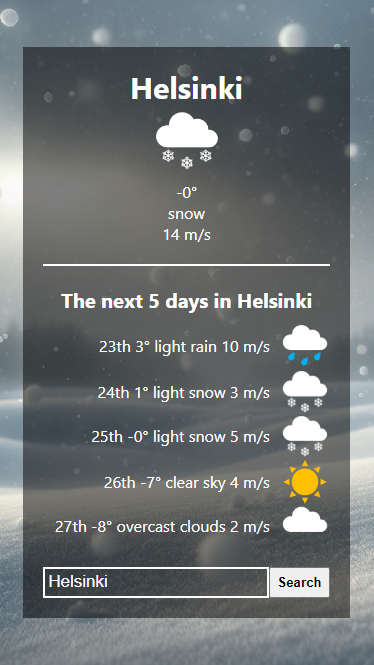 Helsinki
-0°
snow
14 m/s
The next 5 days in Helsinki
23th 3° light rain 10 m/s
24th 1° light snow 3 m/s
25th -0° light snow 5 m/s
26th -7° clear sky 4 m/s
27th -8° overcast clouds 2 m/s
Helsinki Search